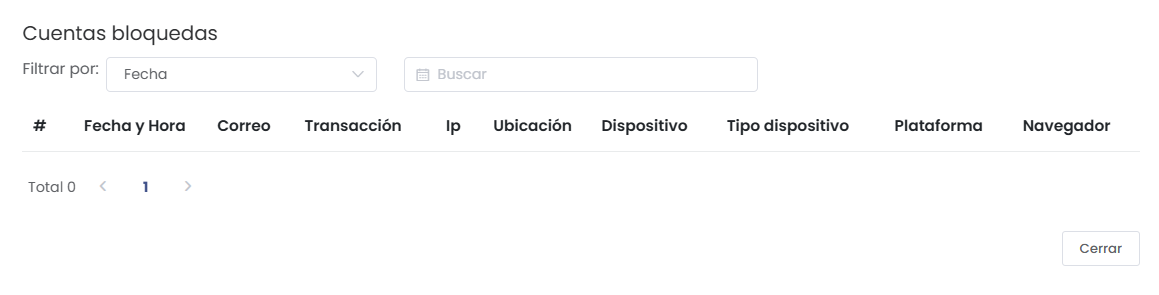 Cuentas bloquedas
Filtrar por: Fecha Buscar
# Fecha y Hora Correo Transacción Ip Ubicación Dispositivo Tipo dispositivo Plataforma Navegador
Total 0 1
Cerrar